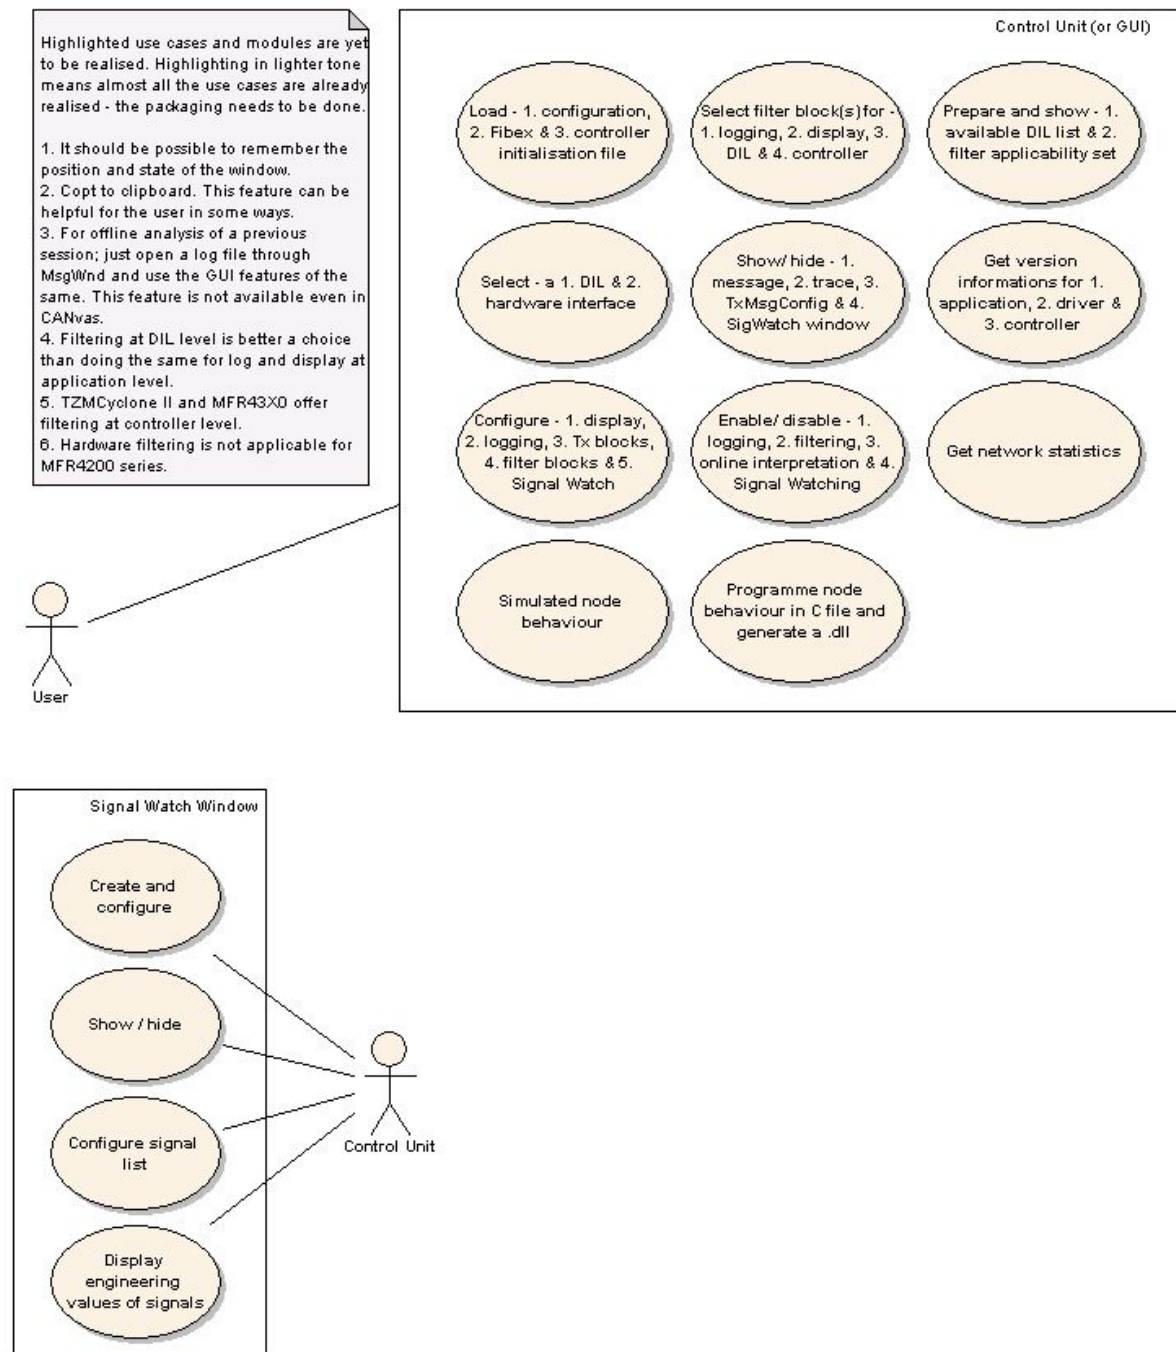 Highlighted use cases and modules are yet
to be realised. Highlighting in lighter tone
means almost all the use cases are already
realised - the packaging needs to be done.
1. It should be possible to remember the
position and state of the window.
2. Copt to clipboard. This feature can be
helpful for the user in some ways.
3. For offline analysis of a previous
session; just open a log file through
MsgWnd and use the GUI features of the
same. This feature is not available even in
CANvas.
4. Filtering at DIL level is better a choice
than doing the same for log and display at
application level.
5. TZMCyclone II and MFR43X0 offer
filtering at controller level.
6. Hardware filtering is not applicable for
MFR4200 series.
Control Unit (or GUI)
Load - 1. configuration,
2. Fibex & 3. controller
initialisation file
Select filter block(s) for -
1. logging, 2. display, 3.
DIL & 4. controller
Prepare and show - 1.
available DIL list & 2.
filter applicability set
Select - a 1. DIL & 2.
hardware interface
Show/ hide - 1.
message, 2. trace, 3.
TxMsgConfig & 4.
SigWatch window
Get version
informations for 1.
application, 2. driver &
3. controller
Configure - 1. display,
2. logging, 3. Tx blocks,
4. filter blocks & 5.
Signal Watch
Enable/ disable - 1.
logging, 2. filtering, 3.
online interpretation & 4.
Signal Watching
Get network statistics
Simulated node
behaviour
Programme node
behaviour in C file and
generate a .dll
User
Signal Watch Window
Create and
configure
Show / hide
Configure signal
list
Display
engineering
values of signals
Control Unit